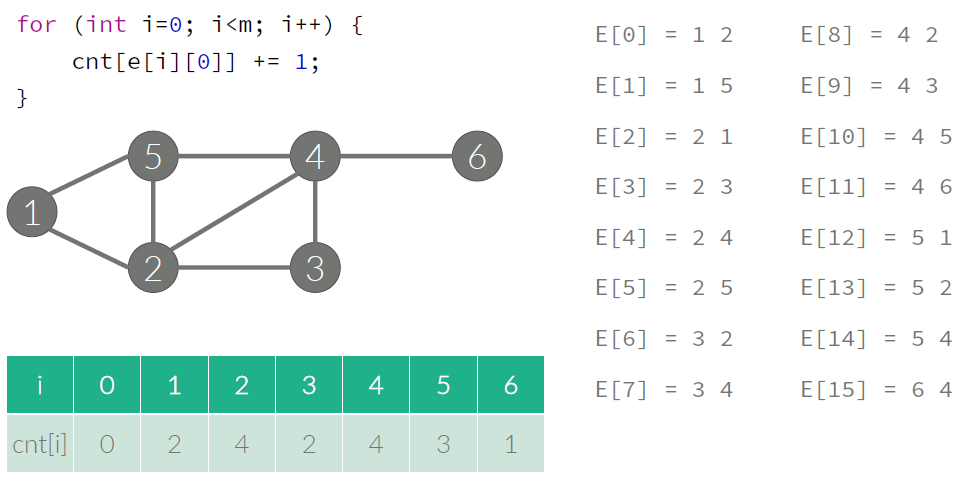 for (int i=0; i<m; i++) {
cnt[e[i][0]] += 1;
}
5
4
6
1
2
3
i 0 1 2 3 4 5 6
cnt[i] 0 2 4 2 4 3 1
E[0] = 1 2
E[1] = 1 5
E[2] = 2 1
E[3] = 2 3
E[4] = 2 4
E[5] = 2 5
E[6] = 3 2
E[7] = 3 4
E[8] = 4 2
E[9] = 4 3
E[10] = 4 5
E[11] = 4 6
E[12] = 5 1
E[13] = 5 2
E[14] = 5 4
E[15] = 6 4